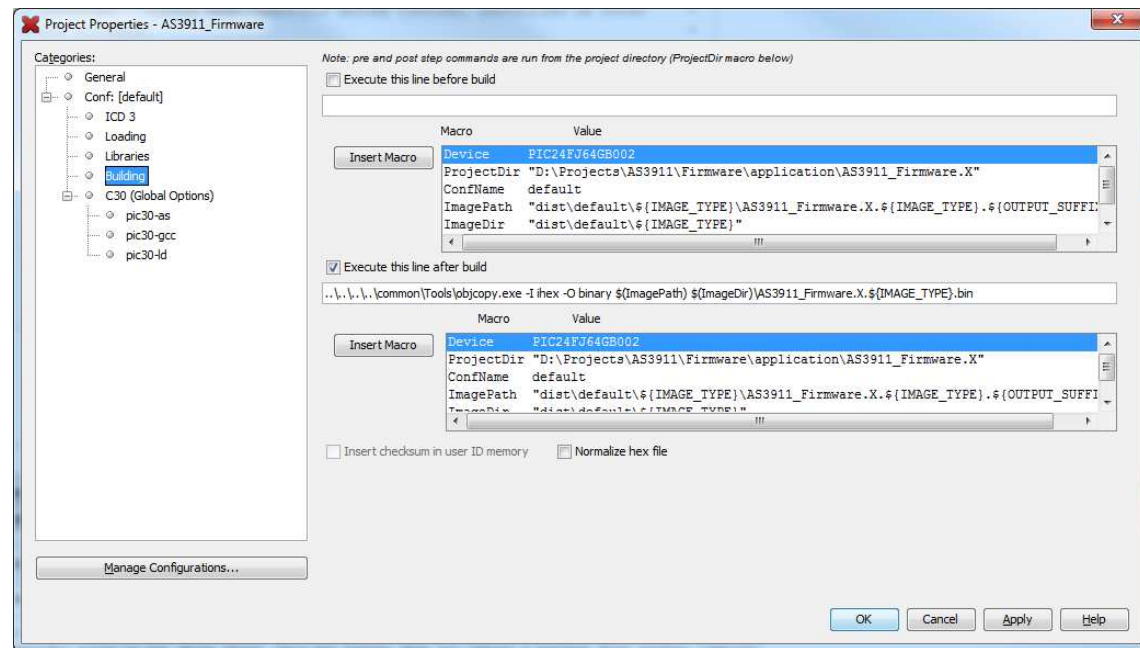 Project Properties - AS3911_Firmware
Categories:
General
Conf: [default]
ICD 3
Loading
Libraries
Building
C30 (Global Options)
pic30-as
pic30-gcc
pic30-ld
Manage Configurations...
Note: pre and post step commands are run from the project directory (ProjectDir macro below)
Execute this line before build
Macro Value
Insert Macro
Device PIC24FJ64GB002
ProjectDir "D:\Projects\AS3911\Firmware\application\AS3911_Firmware.X"
ConfName default
ImagePath "dist\default\${IMAGE_TYPE}\AS3911_Firmware.X.${IMAGE_TYPE}.${OUTPUT_SUFFI
ImageDir "dist\default\${IMAGE_TYPE}"
Execute this line after build
..\..\..\..\common\Tools\objcopy.exe -I ihex -O binary $(ImagePath) $(ImageDir)\AS3911_Firmware.X.${IMAGE_TYPE}.bin
Macro Value
Insert Macro
Device PIC24FJ64GB002
ProjectDir "D:\Projects\AS3911\Firmware\application\AS3911_Firmware.X"
ConfName default
ImagePath "dist\default\${IMAGE_TYPE}\AS3911_Firmware.X.${IMAGE_TYPE}.${OUTPUT_SUFFI
ImageDir "dist\default\${IMAGE_TYPE}"
Insert checksum in user ID memory
Normalize hex file
OK
Cancel
Apply
Help